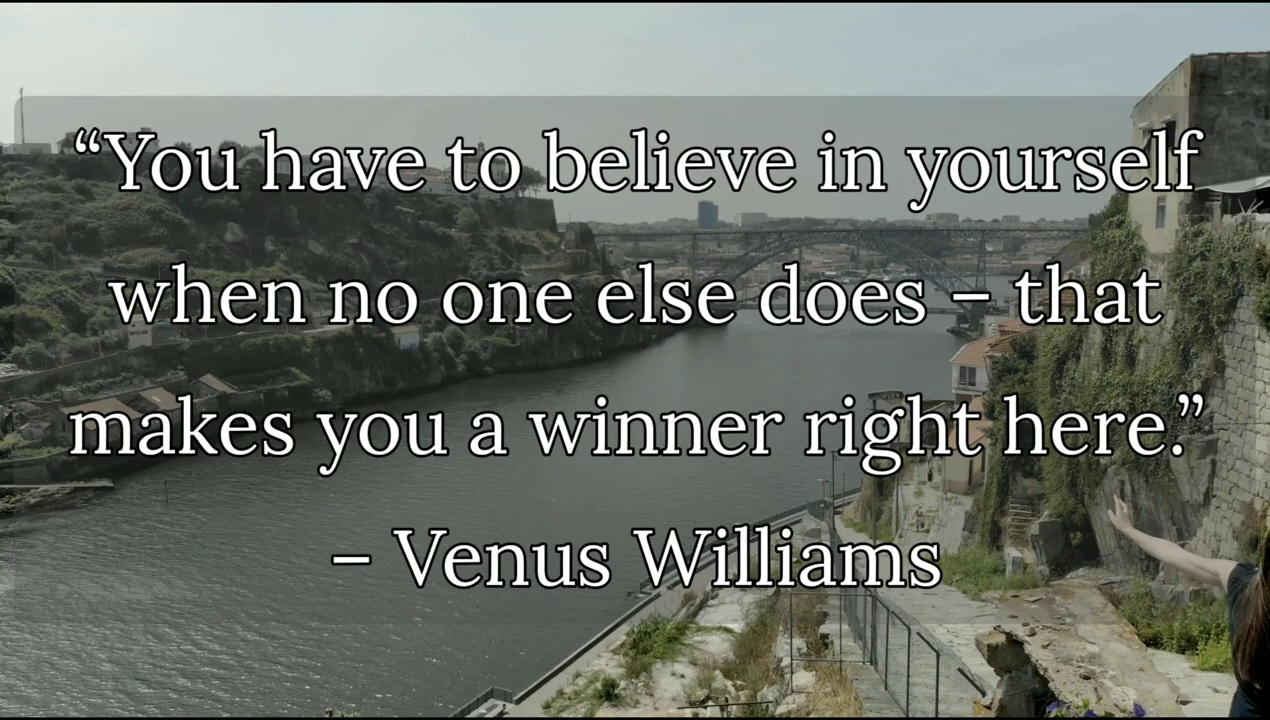 “You have to believe in yourself
when no one else does – that
makes you a winner right here.”
– Venus Williams